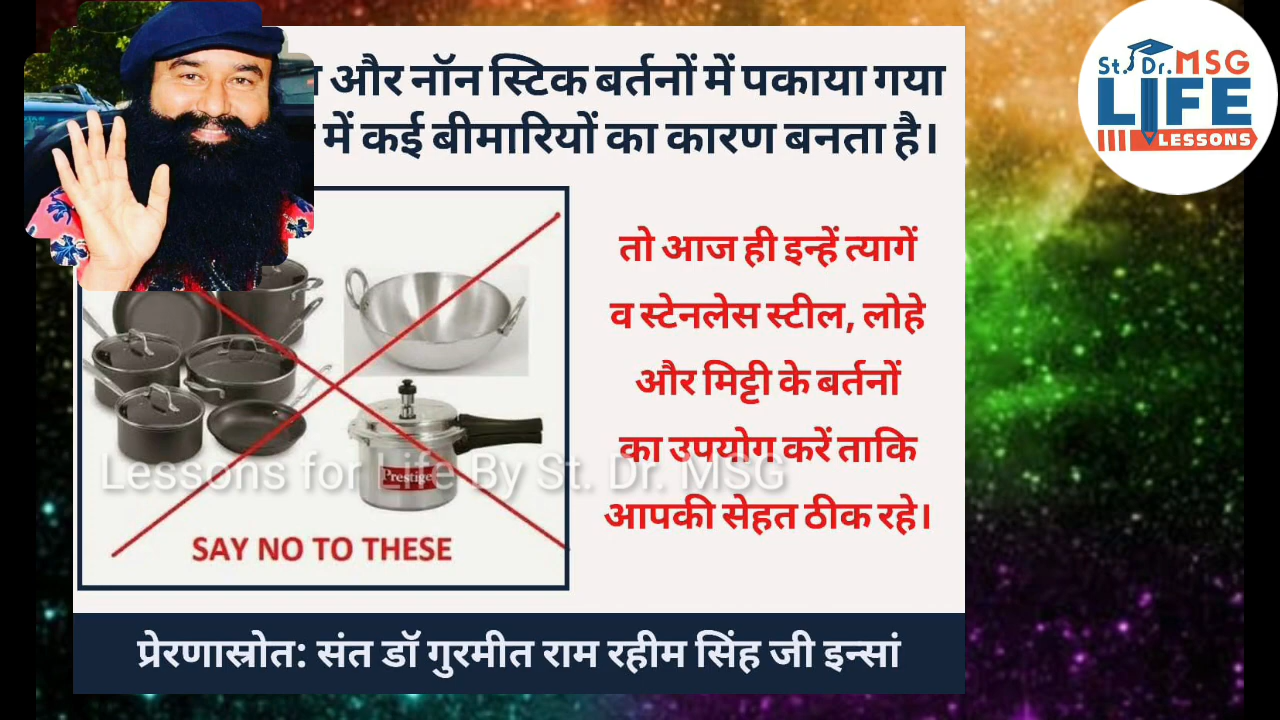 और नॉन स्टिक बर्तनों में पकाया गया
में कई बीमारियों का कारण बनता है।
St. Dr. MSG
LIFE
LESSONS
तो आज ही इन्हें त्यागें
व स्टेनलेस स्टील, लोहे
और मिट्टी के बर्तनों
का उपयोग करें ताकि
आपकी सेहत ठीक रहे।
Prestige
Lessons for Life By St. Dr. MSG
SAY NO TO THESE
प्रेरणास्रोत: संत डॉ गुरमीत राम रहीम सिंह जी इन्सां